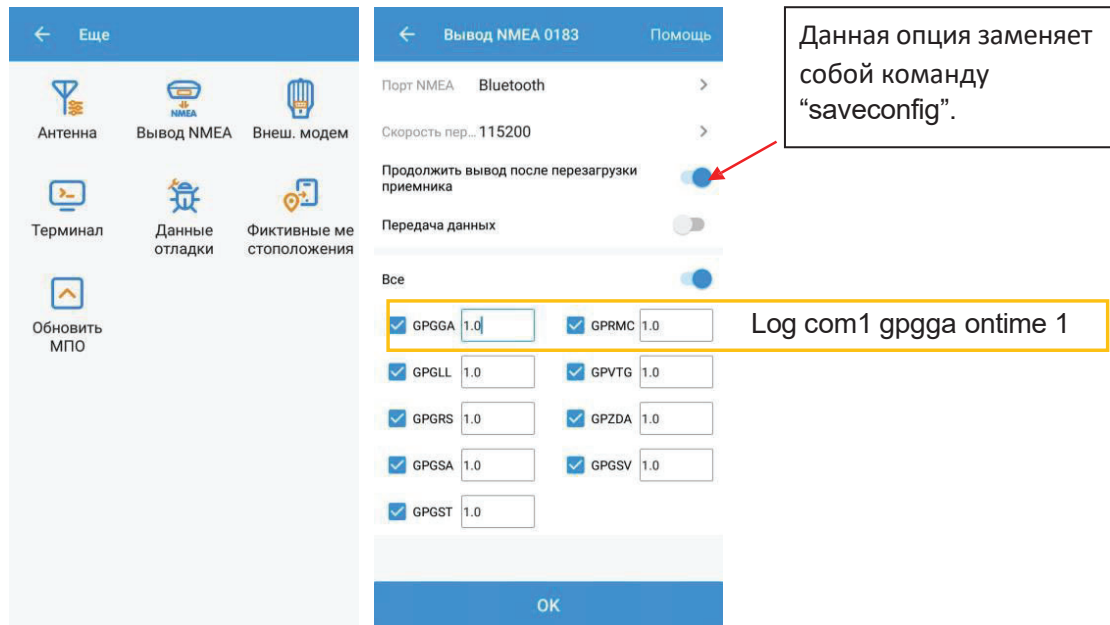 Еще
Антенна
NMEA
Вывод NMEA
Внеш. модем
Терминал
Данные
отладки
Фиктивные ме
стоположения
Обновить
МПО
Вывод NMEA 0183
Помощь
Порт NMEA Bluetooth
Скорость пер... 115200
Продолжить вывод после перезагрузки
приемника
Передача данных
Все
GPGGA 1.0 GPRMC 1.0
GPGLL 1.0 GPVTG 1.0
GPGRS 1.0 GPZDA 1.0
GPGSA 1.0 GPGSV 1.0
GPGST 1.0
OK
Данная опция заменяет
собой команду
“saveconfig”.
Log com1 gpgga ontime 1